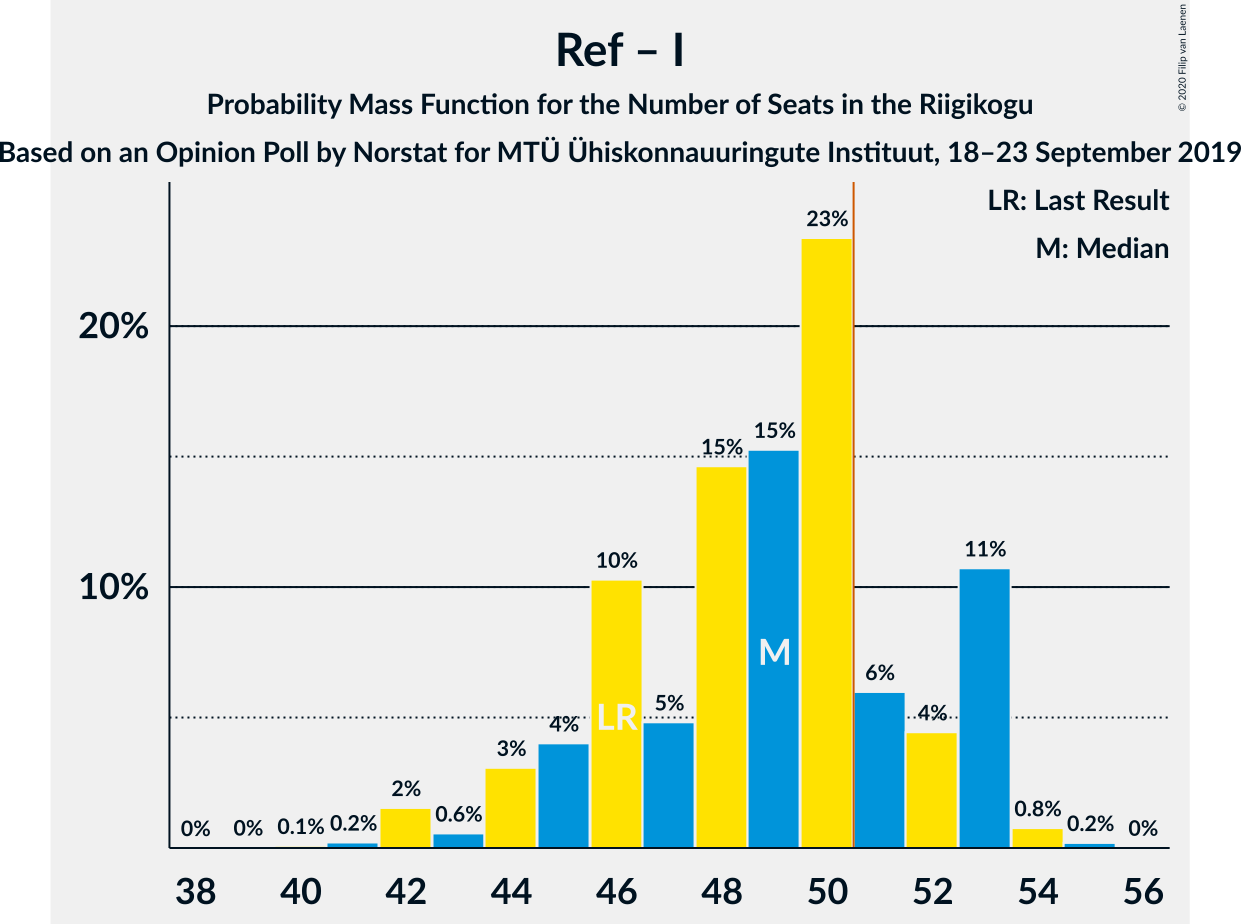 Ref – I
Probability Mass Function for the Number of Seats in the Riigikogu
Based on an Opinion Poll by Norstat for MTÜ Ühiskonnauuringute Instituut, 18–23 September 2019
© 2020 Filip van Laenen
LR: Last Result
M: Median
23%
20%
15%
15%
11%
10%
10%
M
6%
5%
4%
4%
LR
3%
2%
0.8%
0.6%
0% 0% 0.1% 0.2% 0.2% 0%
38 40 42 44 46 48 50 52 54 56